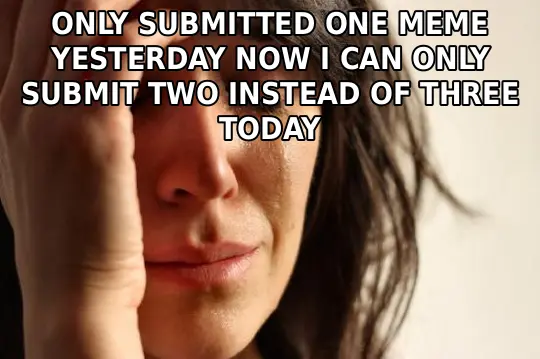 ONLY SUBMITTED ONE MEME
YESTERDAY NOW I CAN ONLY
SUBMIT TWO INSTEAD OF THREE
TODAY